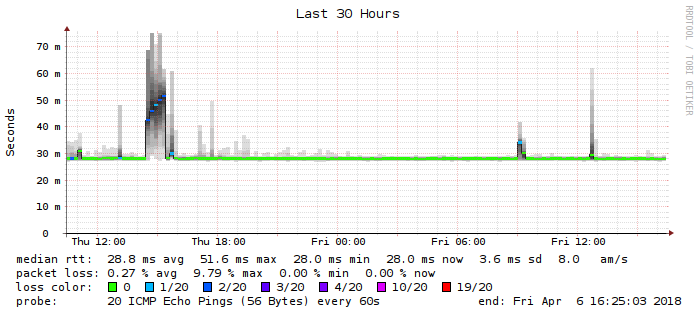 Last 30 Hours
RRDTOOL / TOBI OETIKER
Seconds
70 m
60 m
50 m
40 m
30 m
20 m
10 m
0
Thu 12:00 Thu 18:00 Fri 00:00 Fri 06:00 Fri 12:00
median rtt: 28.8 ms avg 51.6 ms max 28.0 ms min 28.0 ms now 3.6 ms sd 8.0 am/s
packet loss: 0.27 % avg 9.79 % max 0.00 % min 0.00 % now
loss color: 0 1/20 2/20 3/20 4/20 10/20 19/20
probe: 20 ICMP Echo Pings (56 Bytes) every 60s end: Fri Apr 6 16:25:03 2018